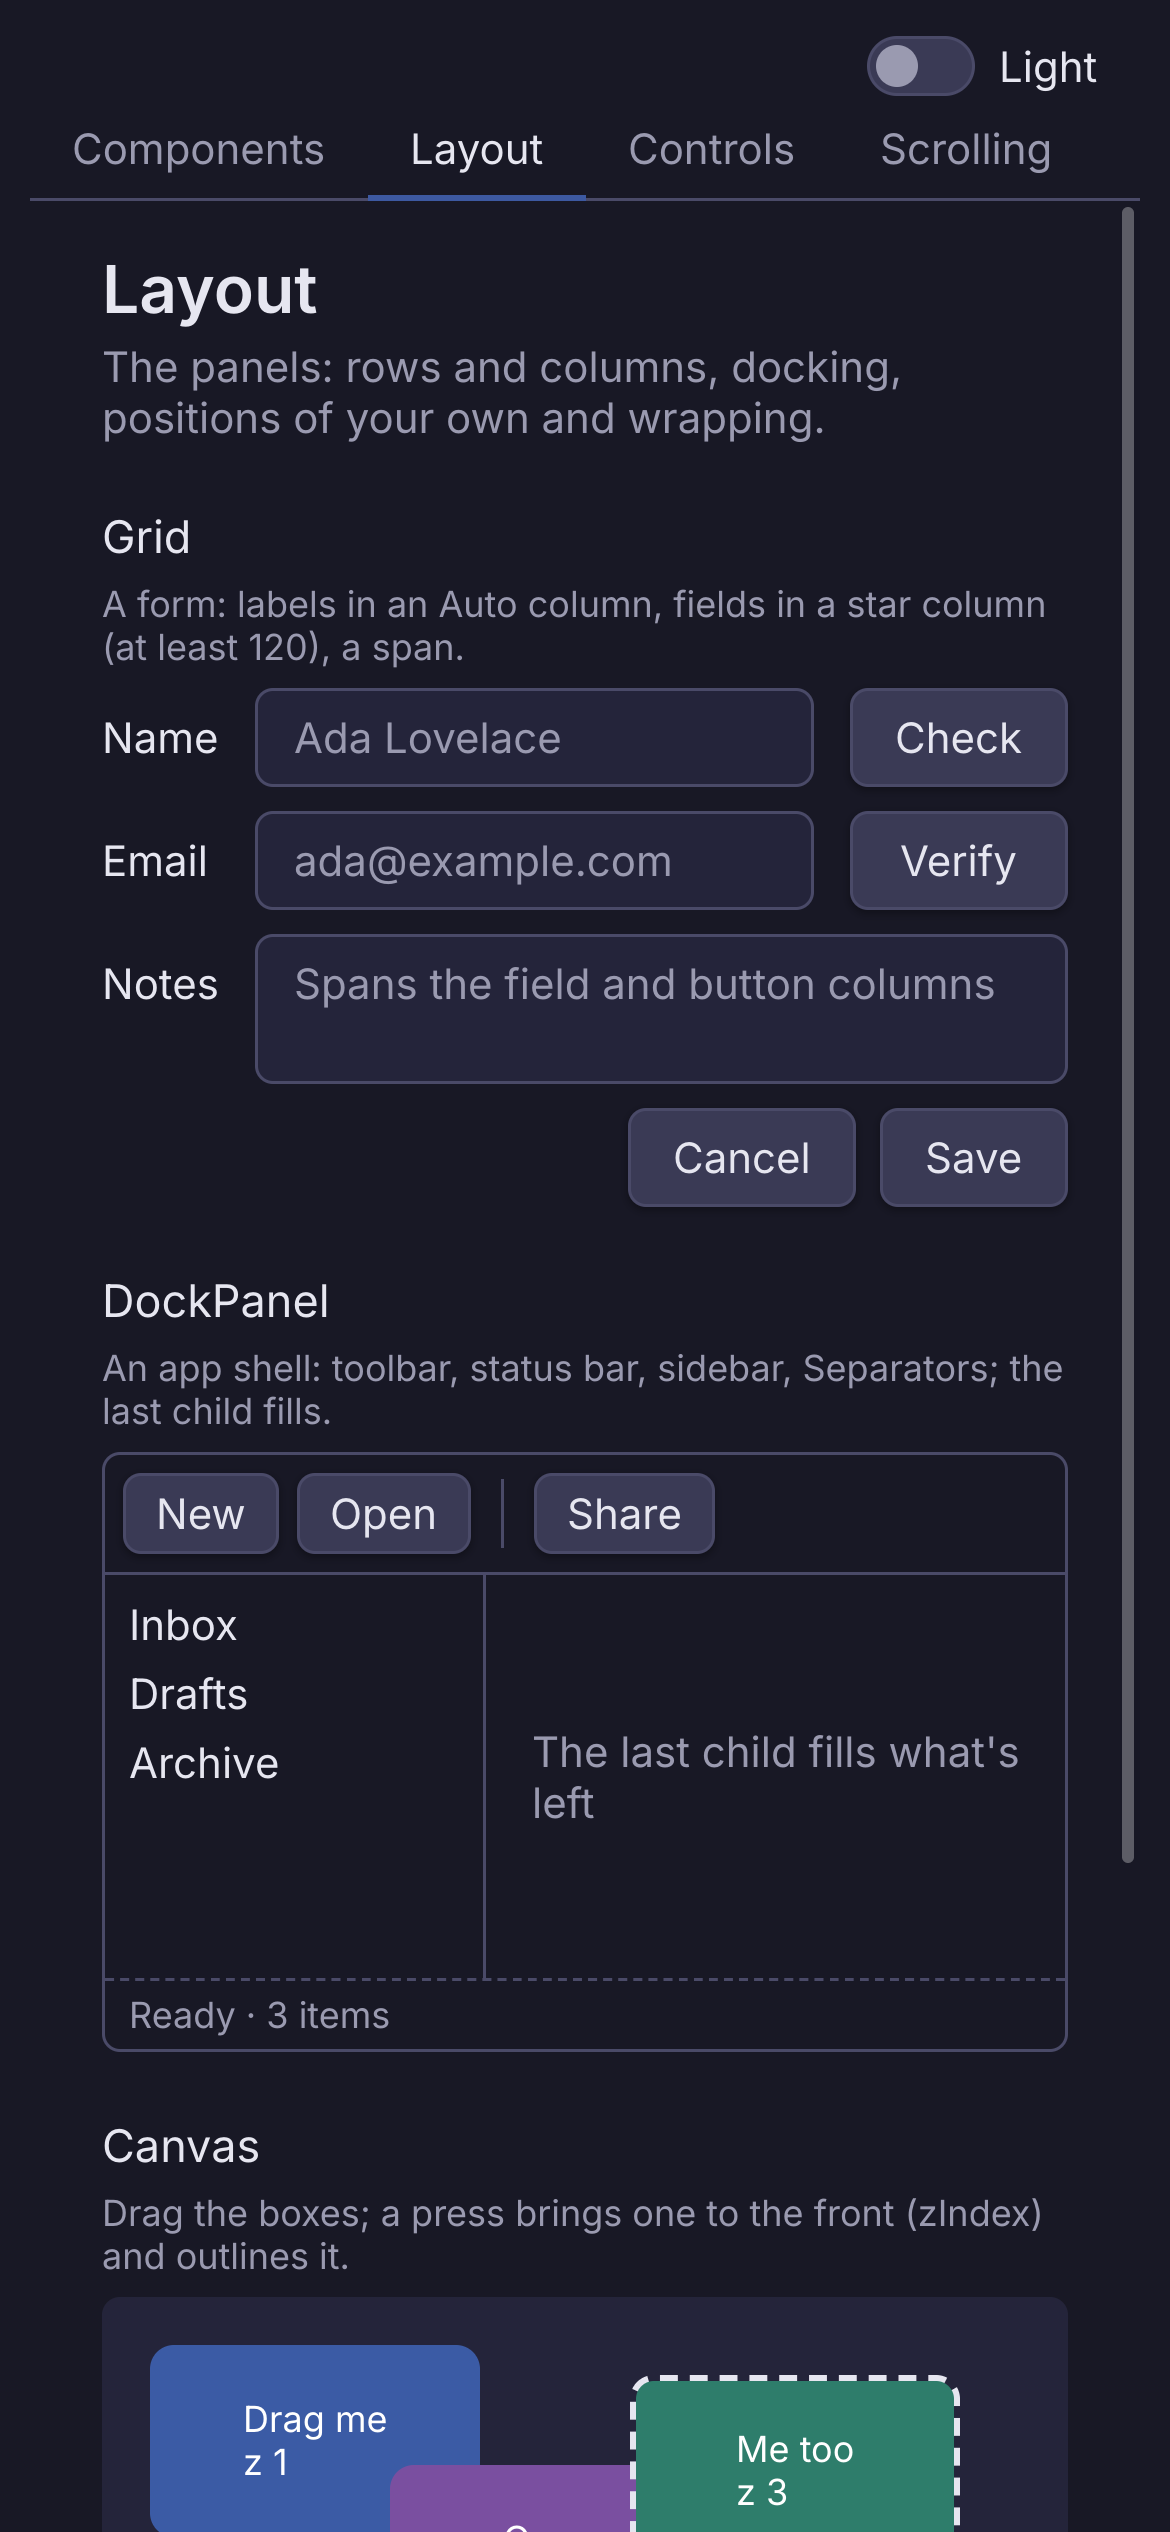 Light
Components Layout Controls Scrolling
Layout
The panels: rows and columns, docking,
positions of your own and wrapping.
Grid
A form: labels in an Auto column, fields in a star column
(at least 120), a span.
Name Ada Lovelace Check
Email ada@example.com Verify
Notes Spans the field and button columns
Cancel Save
DockPanel
An app shell: toolbar, status bar, sidebar, Separators; the
last child fills.
New Open Share
Inbox
Drafts
Archive
The last child fills what's
left
Ready · 3 items
Canvas
Drag the boxes; a press brings one to the front (zIndex)
and outlines it.
Drag me
z 1
Me too
z 3